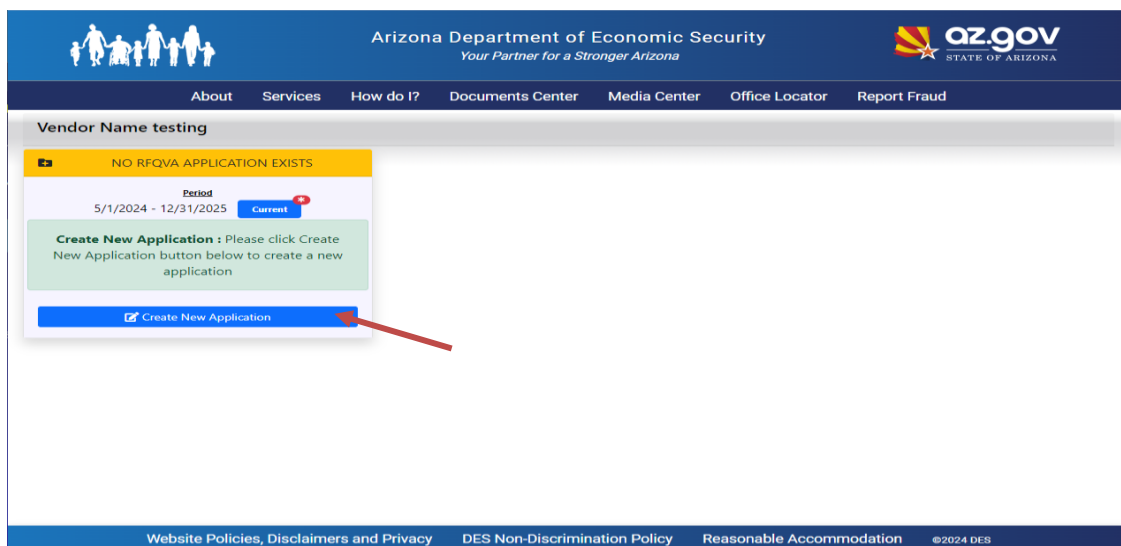 Arizona Department of Economic Security
Your Partner for a Stronger Arizona
az.gov
STATE OF ARIZONA
About Services How do I? Documents Center Media Center Office Locator Report Fraud
Vendor Name testing
NO RFQVA APPLICATION EXISTS
Period
5/1/2024 - 12/31/2025 Current *
Create New Application : Please click Create
New Application button below to create a new
application
Create New Application
Website Policies, Disclaimers and Privacy DES Non-Discrimination Policy Reasonable Accommodation ©2024 DES